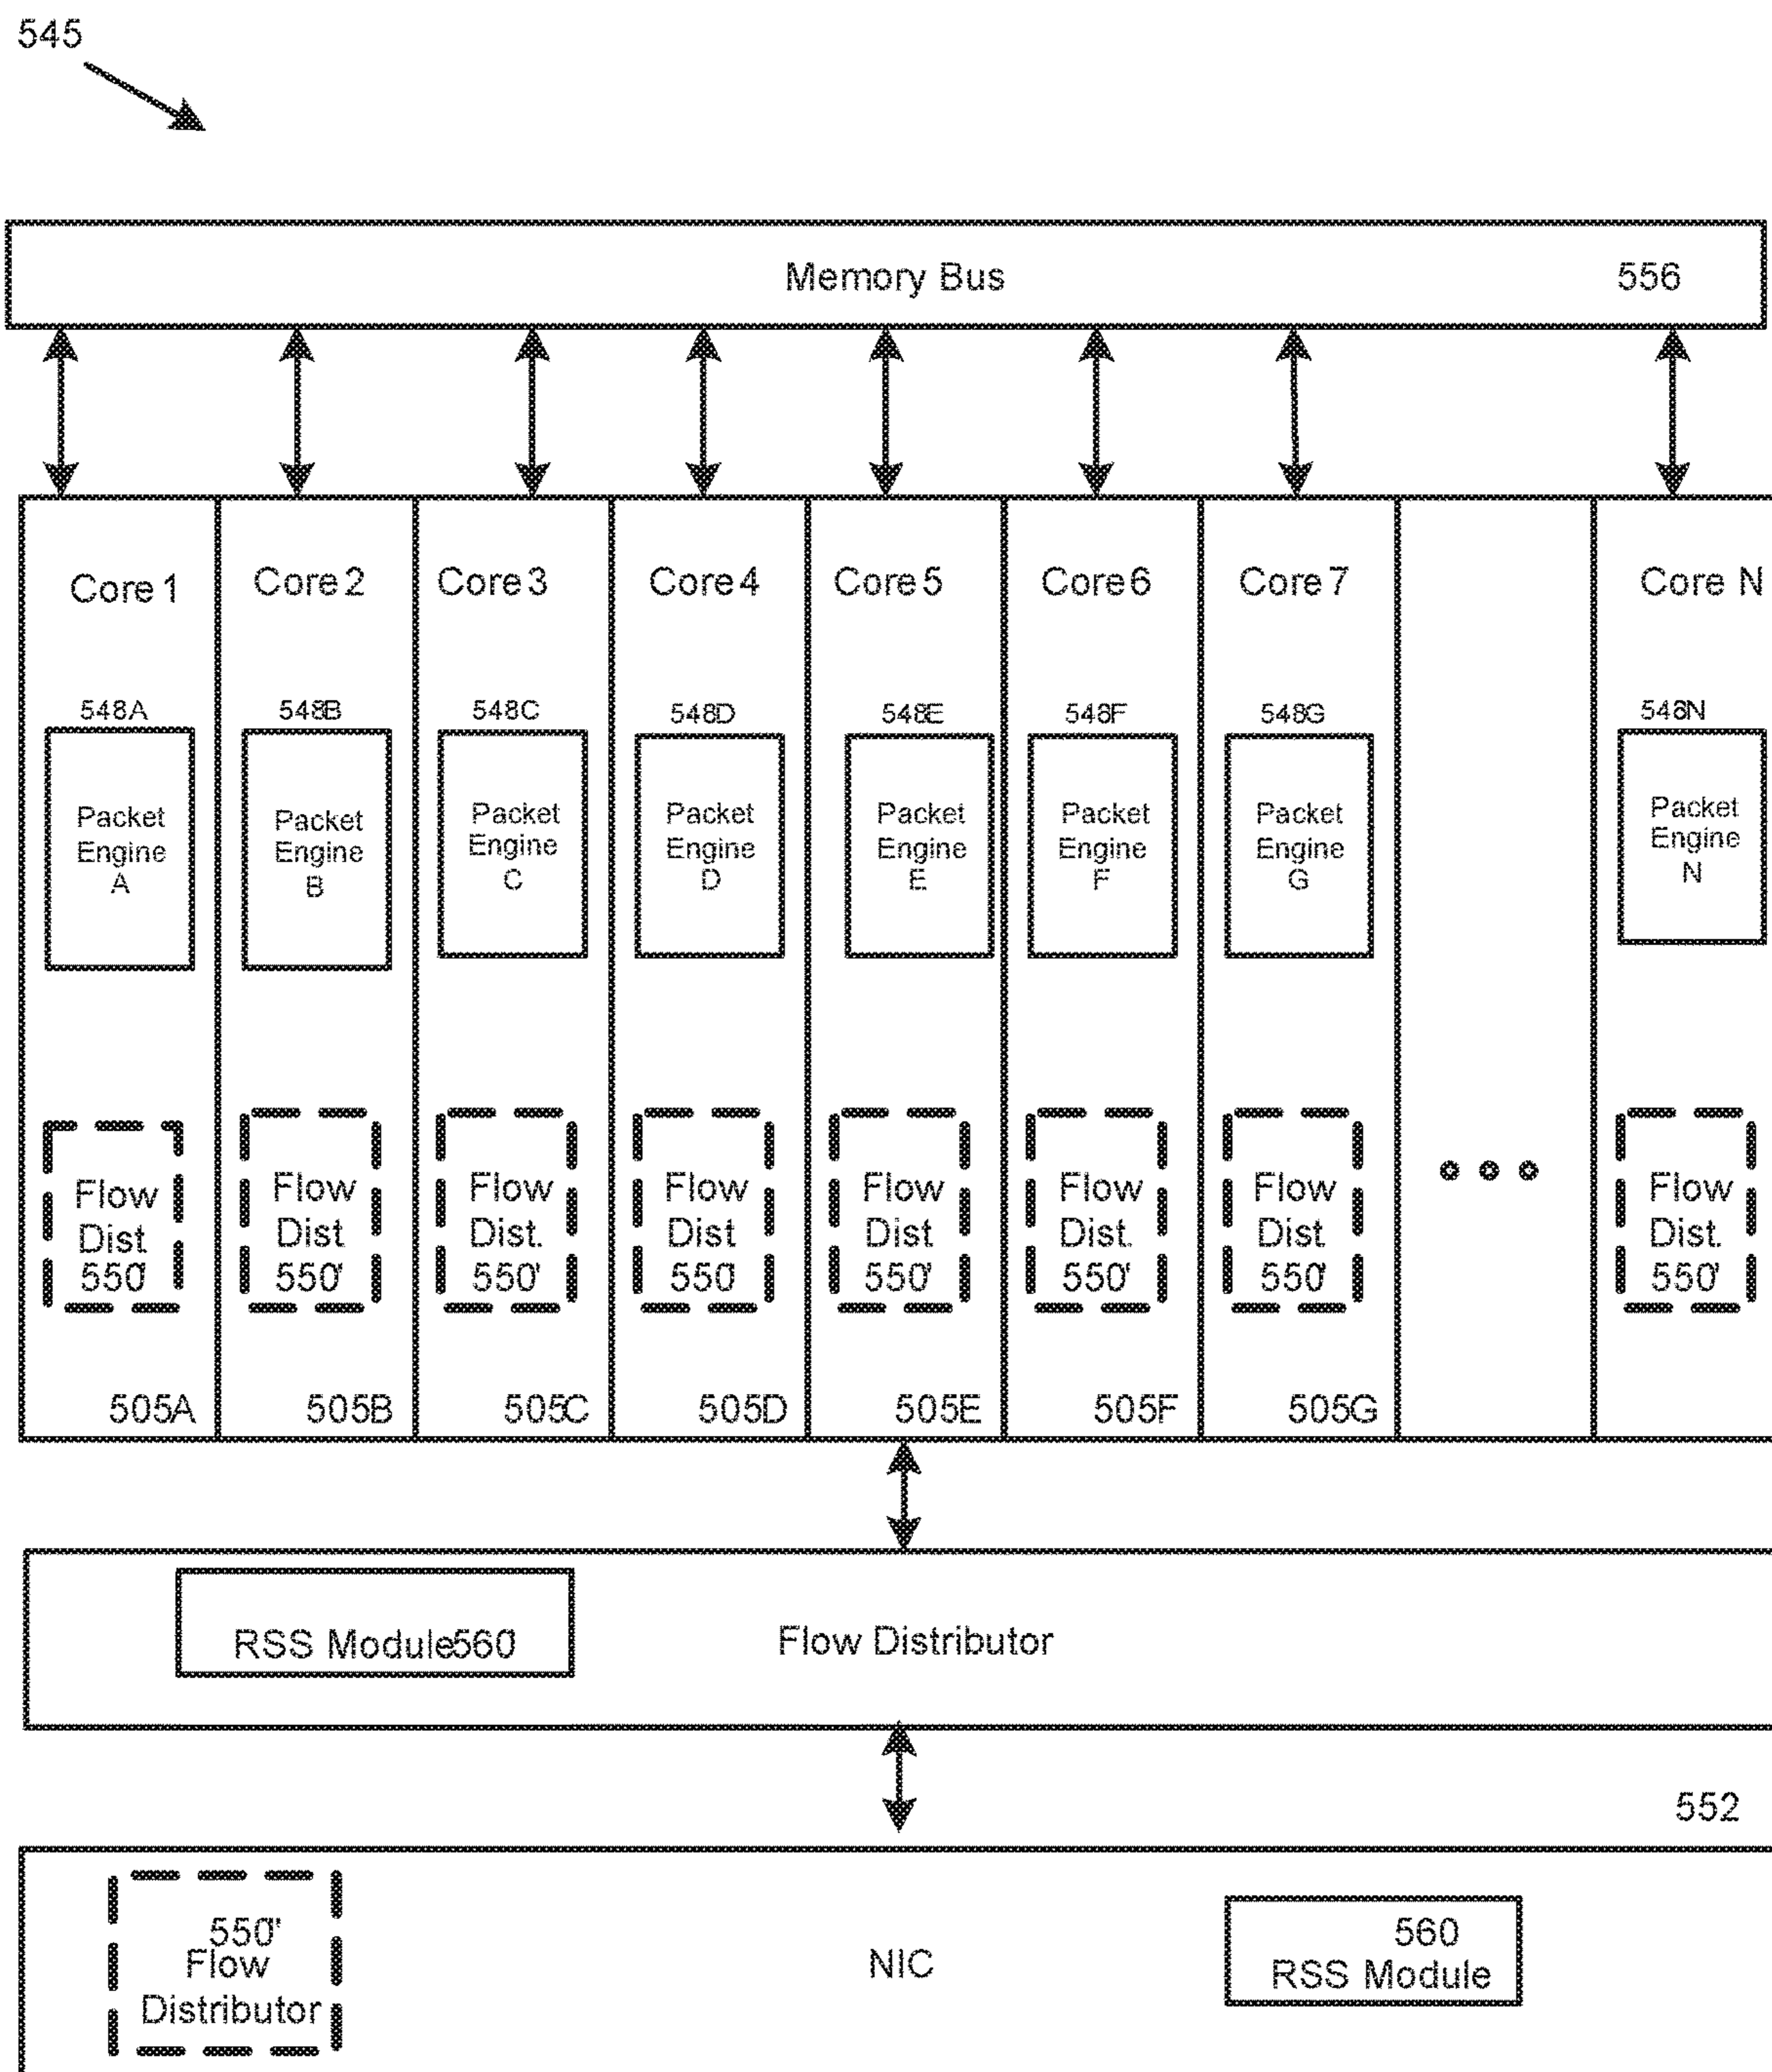 545
Memory Bus 556
Core 1 Core 2 Core 3 Core 4 Core 5 Core 6 Core 7 Core N
548A 548B 548C 548D 548E 548F 548G 548N
Packet Engine A
Packet Engine B
Packet Engine C
Packet Engine D
Packet Engine E
Packet Engine F
Packet Engine G
Packet Engine N
Flow Dist. 550'
Flow Dist. 550'
Flow Dist. 550'
Flow Dist. 550'
Flow Dist. 550'
Flow Dist. 550'
Flow Dist. 550'
Flow Dist. 550'
505A 505B 505C 505D 505E 505F 505G
RSS Module 560' Flow Distributor
552
550"
Flow
Distributor
NIC
560
RSS Module